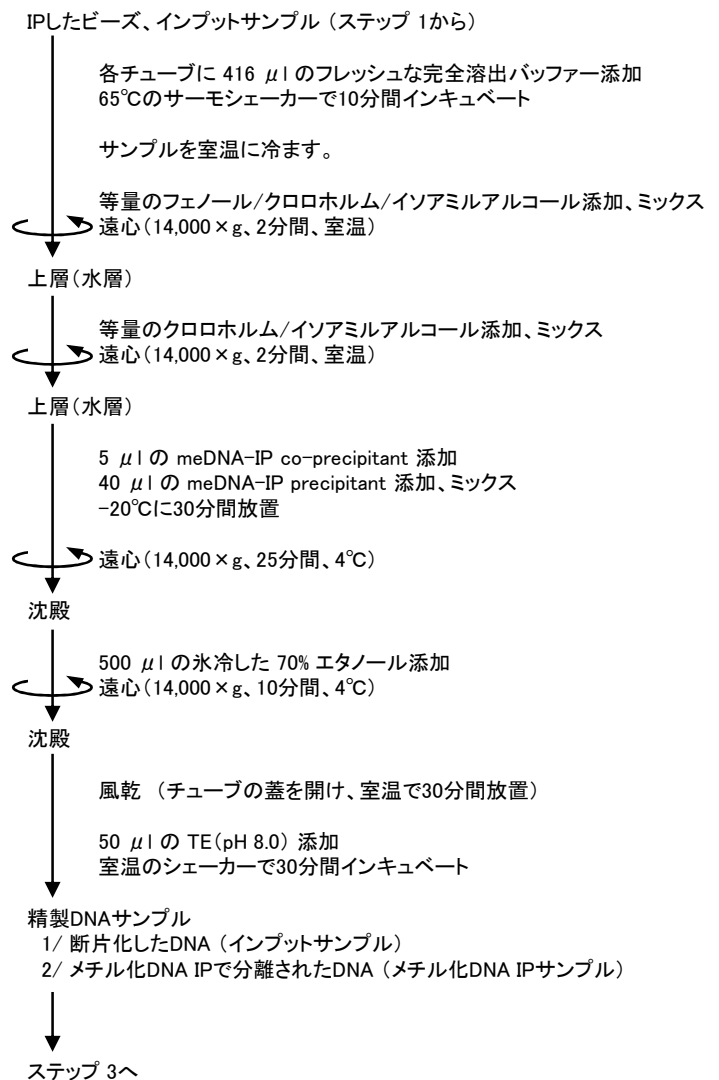 IPしたビーズ、インプットサンプル（ステップ 1から）
各チューブに 416 μl のフレッシュな完全溶出バッファー添加
65℃のサーモシェーカーで10分間インキュベート
サンプルを室温に冷ます。
等量のフェノール/クロロホルム/イソアミルアルコール添加、ミックス
遠心（14,000×g、2分間、室温）
上層（水層）
等量のクロロホルム/イソアミルアルコール添加、ミックス
遠心（14,000×g、2分間、室温）
上層（水層）
5 μl の meDNA-IP co-precipitant 添加
40 μl の meDNA-IP precipitant 添加、ミックス
-20℃に30分間放置
遠心（14,000×g、25分間、4℃）
沈殿
500 μl の氷冷した 70% エタノール添加
遠心（14,000×g、10分間、4℃）
沈殿
風乾 （チューブの蓋を開け、室温で30分間放置）
50 μl の TE（pH 8.0） 添加
室温のシェーカーで30分間インキュベート
精製DNAサンプル
1/ 断片化したDNA （インプットサンプル）
2/ メチル化DNA IPで分離されたDNA （メチル化DNA IPサンプル）
ステップ 3へ